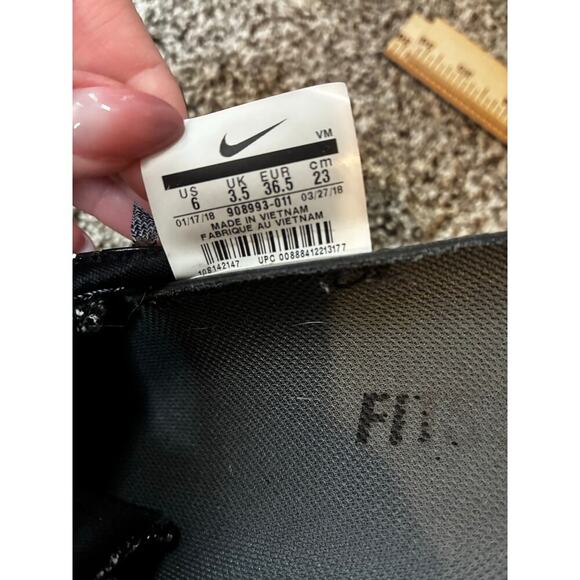 VM
US UK EUR cm
6 3.5 36.5 23
01/17/18 908993-011 03/27/18
MADE IN VIETNAM
FABRIQUE AU VIETNAM
10S142147 UPC 00888412213177